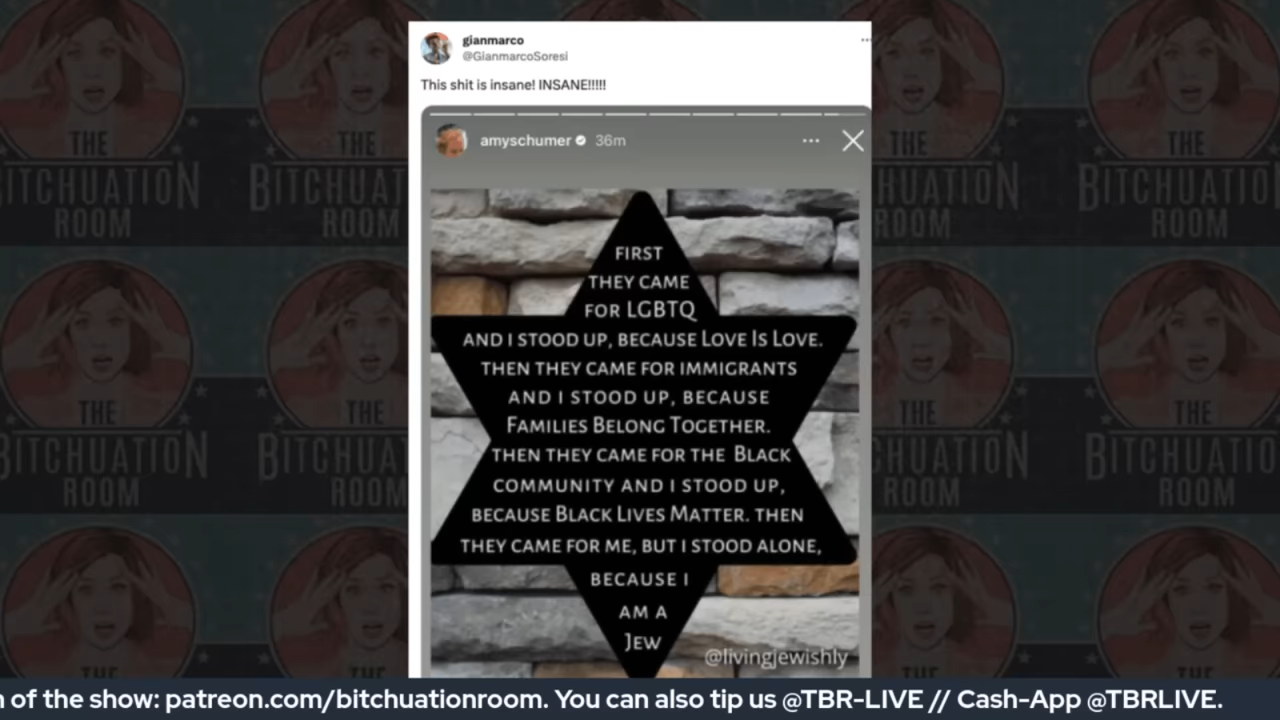 gianmarco
@GianmarcoSoresi
This shit is insane! INSANE!!!!!
amyschumer 36m
FIRST
THEY CAME
FOR LGBTQ
AND I STOOD UP, BECAUSE LOVE IS LOVE.
THEN THEY CAME FOR IMMIGRANTS
AND I STOOD UP, BECAUSE
FAMILIES BELONG TOGETHER.
THEN THEY CAME FOR THE BLACK
COMMUNITY AND I STOOD UP,
BECAUSE BLACK LIVES MATTER. THEN
THEY CAME FOR ME, BUT I STOOD ALONE,
BECAUSE I
AM A
JEW
@livingjewishly
THE
BITCHUATION
ROOM
of the show: patreon.com/bitchuationroom. You can also tip us @TBR-LIVE // Cash-App @TBRLIVE.